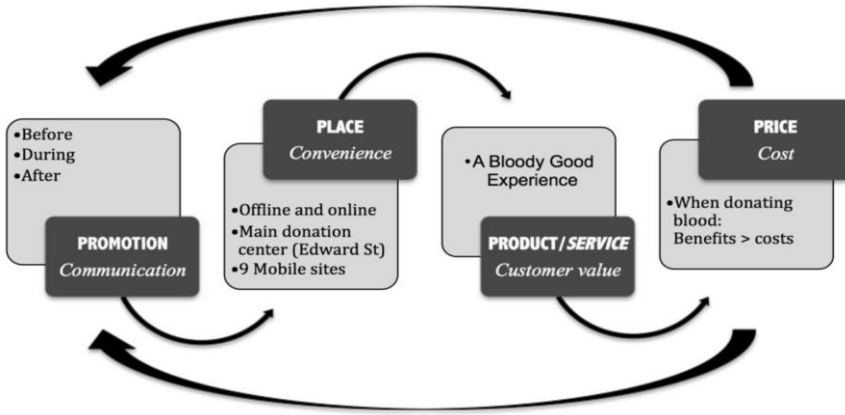 •Before
•During
•After
PROMOTION
Communication
PLACE
Convenience
•Offline and online
•Main donation
center (Edward St)
•9 Mobile sites
•A Bloody Good
Experience
PRODUCT/SERVICE
Customer value
PRICE
Cost
•When donating
blood:
Benefits > costs